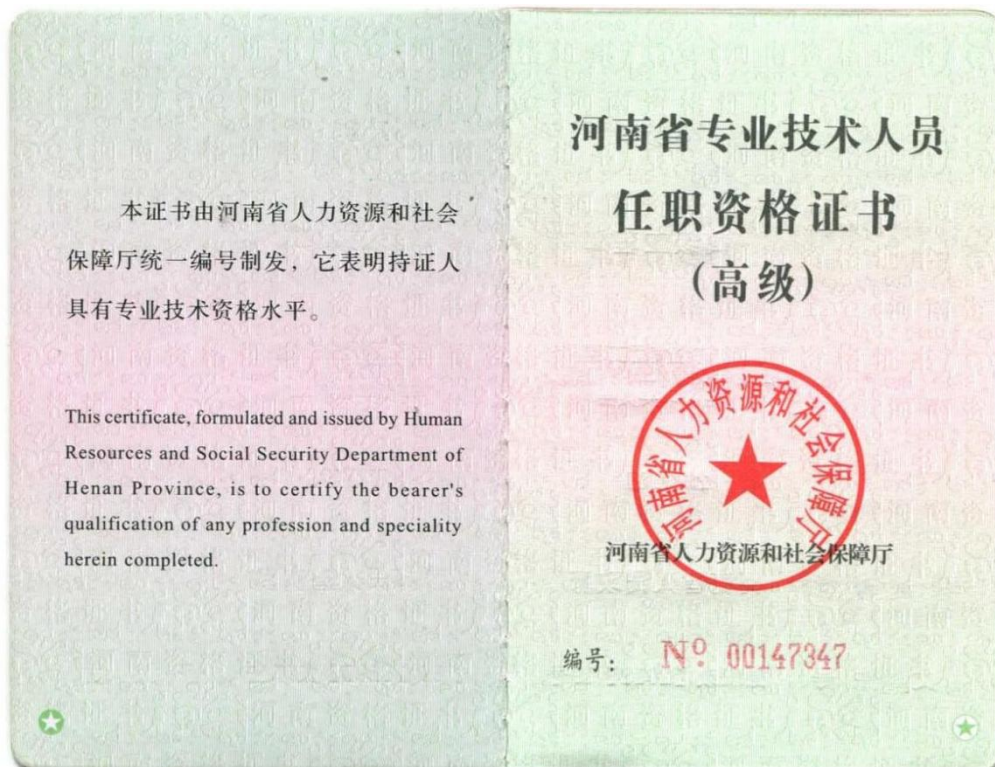 本证书由河南省人力资源和社会
保障厅统一编号制发，它表明持证人
具有专业技术资格水平。
This certificate, formulated and issued by Human
Resources and Social Security Department of
Henan Province, is to certify the bearer's
qualification of any profession and speciality
herein completed.
河南省专业技术人员
任职资格证书
(高级)
河南省人力资源和社会保障厅
河南省人力资源和社会保障厅
编号： Nº 00147347